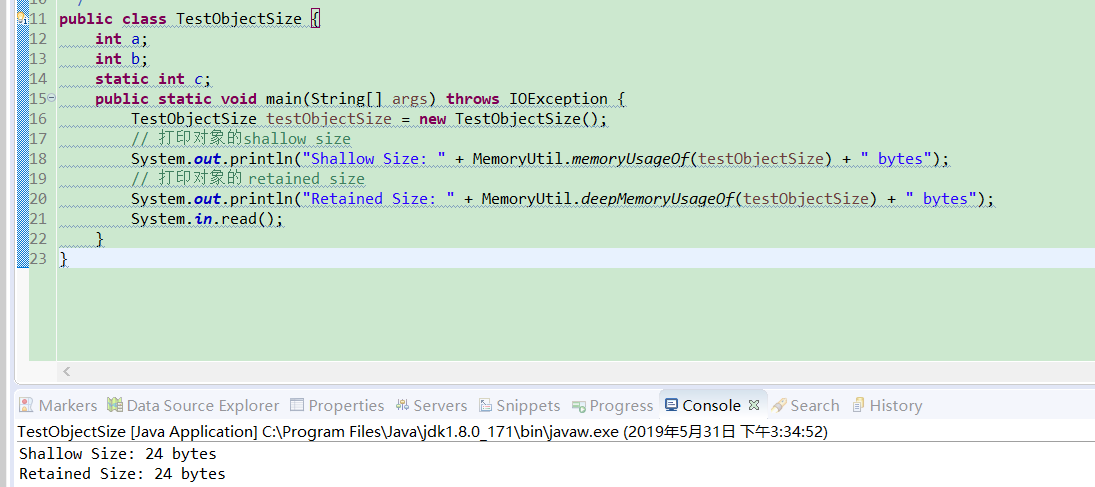 11 public class TestObjectSize {
12 int a;
13 int b;
14 static int c;
15 public static void main(String[] args) throws IOException {
16 TestObjectSize testObjectSize = new TestObjectSize();
17 // 打印对象的shallow size
18 System.out.println("Shallow Size: " + MemoryUtil.memoryUsageOf(testObjectSize) + " bytes");
19 // 打印对象的 retained size
20 System.out.println("Retained Size: " + MemoryUtil.deepMemoryUsageOf(testObjectSize) + " bytes");
21 System.in.read();
22 }
23 }
Markers Data Source Explorer Properties Servers Snippets Progress Console Search History
TestObjectSize [Java Application] C:\Program Files\Java\jdk1.8.0_171\bin\javaw.exe (2019年5月31日 下午3:34:52)
Shallow Size: 24 bytes
Retained Size: 24 bytes